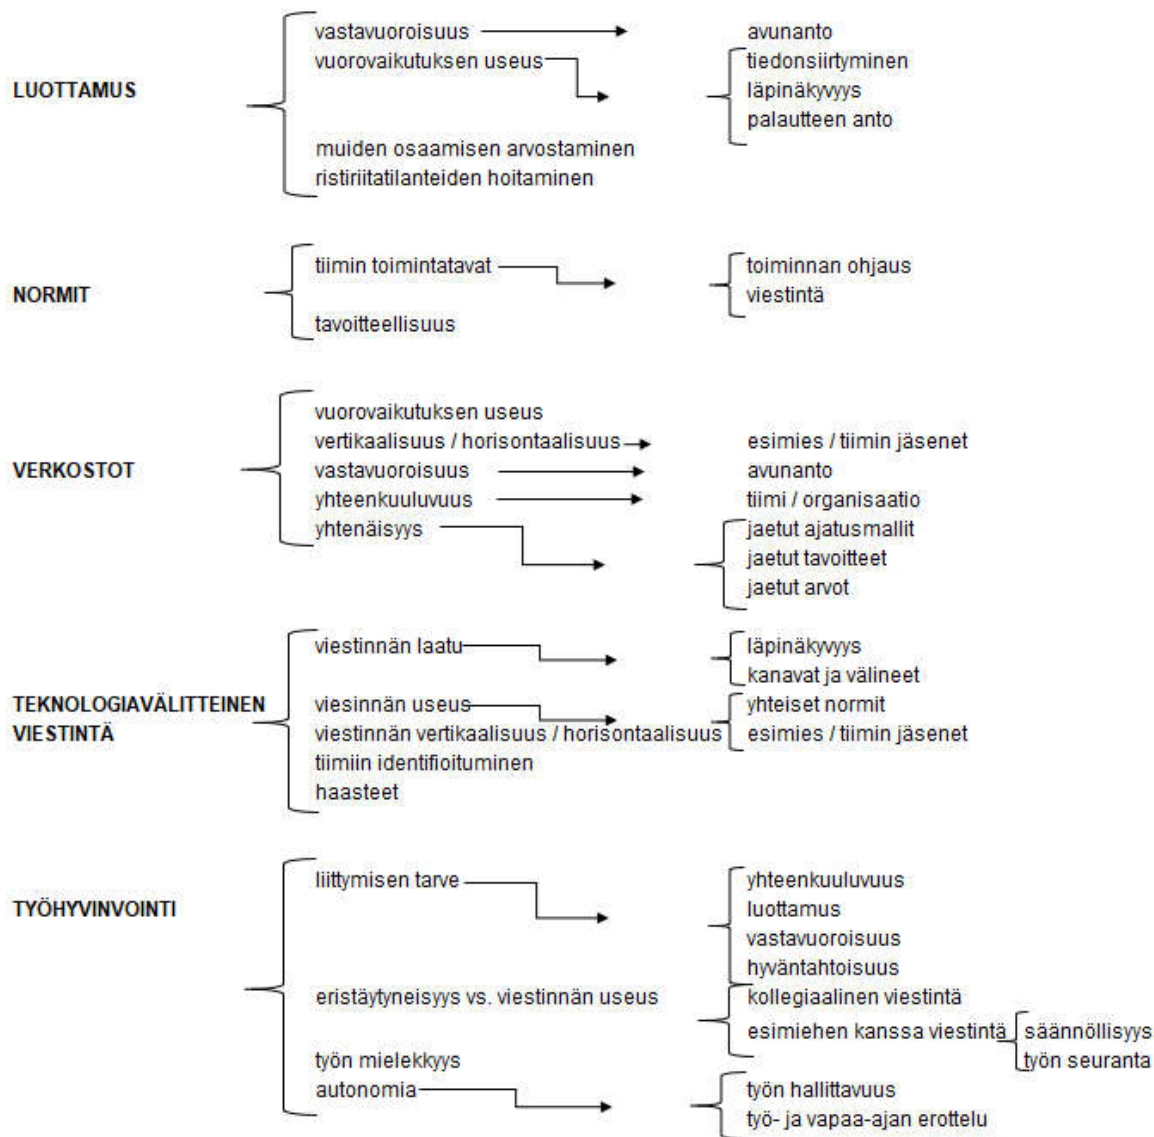 vastavuoroisuus avunanto
vuorovaikutuksen useus tiedonsiirtyminen
LUOTTAMUS läpinäkyvyys
palautteen anto
muiden osaamisen arvostaminen
ristiriitatilanteiden hoitaminen
tiimin toimintatavat toiminnan ohjaus
NORMIT viestintä
tavoitteellisuus
vuorovaikutuksen useus
vertikaalisuus / horisontaalisuus esimies / tiimin jäsenet
VERKOSTOT vastavuoroisuus avunanto
yhteenkuuluvuus tiimi / organisaatio
yhtenäisyys jaetut ajatusmallit
jaetut tavoitteet
jaetut arvot
viestinnän laatu läpinäkyvyys
kanavat ja välineet
TEKNOLOGIAVÄLITTEINEN viesinnän useus yhteiset normit
VIESTINTÄ viestinnän vertikaalisuus / horisontaalisuus esimies / tiimin jäsenet
tiimiin identifioituminen
haasteet
liittymisen tarve yhteenkuuluvuus
TYÖHYVINVOINTI luottamus
vastavuoroisuus
hyväntahtoisuus
eristäytyneisyys vs. viestinnän useus kollegiaalinen viestintä
esimiehen kanssa viestintä säännöllisyys
työn mielekkyys työn seuranta
autonomia työn hallittavuus
työ- ja vapaa-ajan erottelu